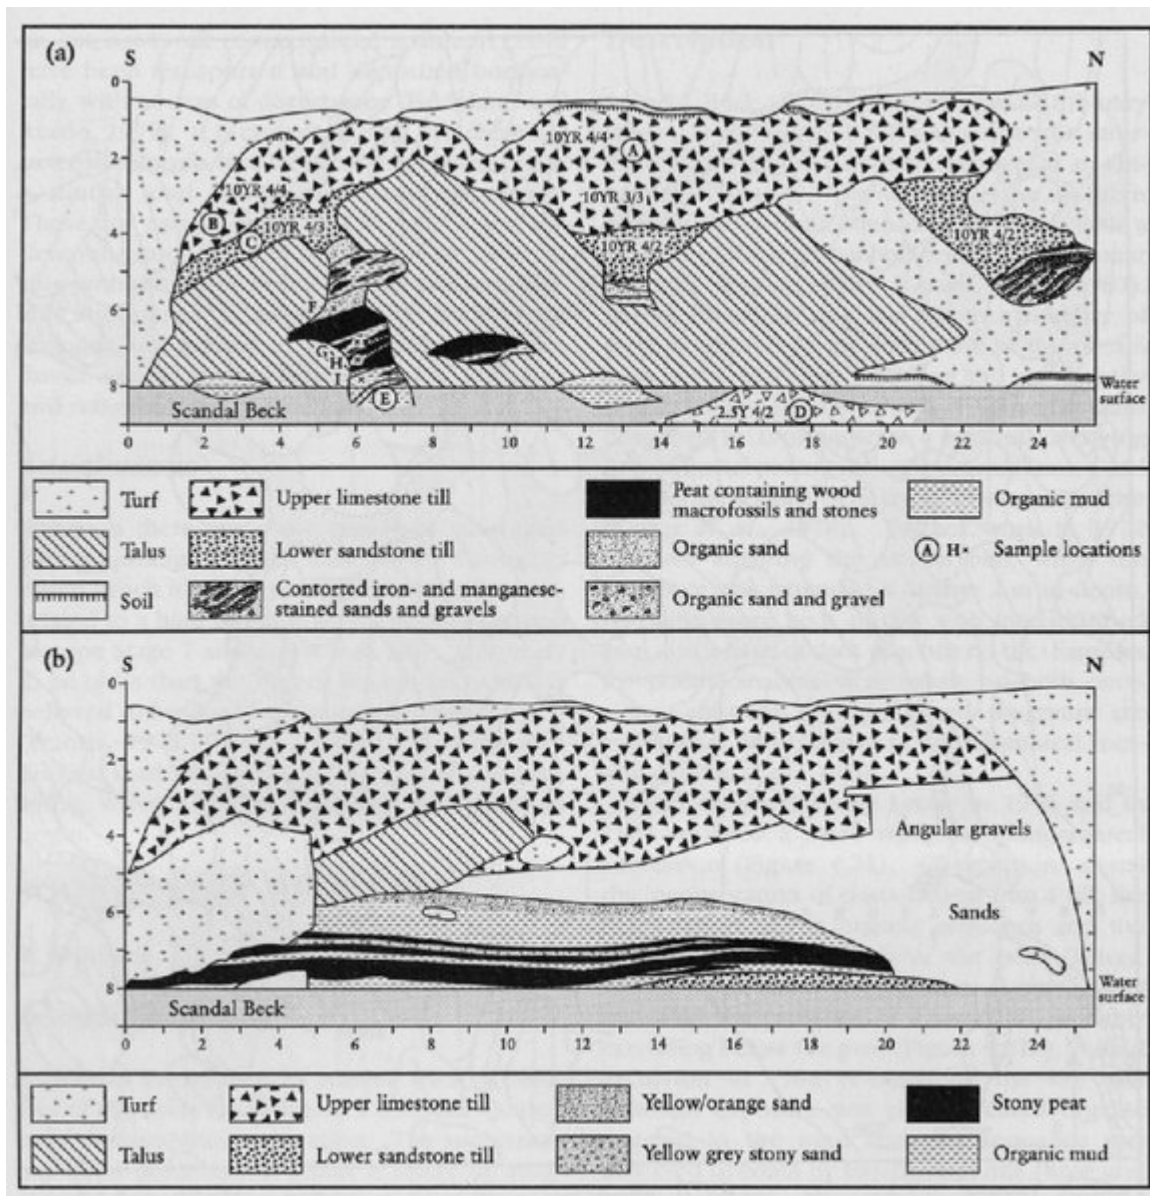 (a)
S
N
0
2
4
6
8
10YR 4/4
A
10YR 4/4
B
10YR 3/3
C
10YR 4/3
10YR 4/2
10YR 4/2
F
H
I
E
Scandal Beck
2.5Y 4/2
D
Water
surface
0 2 4 6 8 10 12 14 16 18 20 22 24
Turf
Upper limestone till
Peat containing wood
macrofossils and stones
Organic mud
Talus
Lower sandstone till
Organic sand
A H• Sample locations
Soil
Contorted iron- and manganese-
stained sands and gravels
Organic sand and gravel
(b)
S
N
0
2
4
6
8
Angular gravels
Sands
Scandal Beck
Water
surface
0 2 4 6 8 10 12 14 16 18 20 22 24
Turf
Upper limestone till
Yellow/orange sand
Stony peat
Talus
Lower sandstone till
Yellow grey stony sand
Organic mud